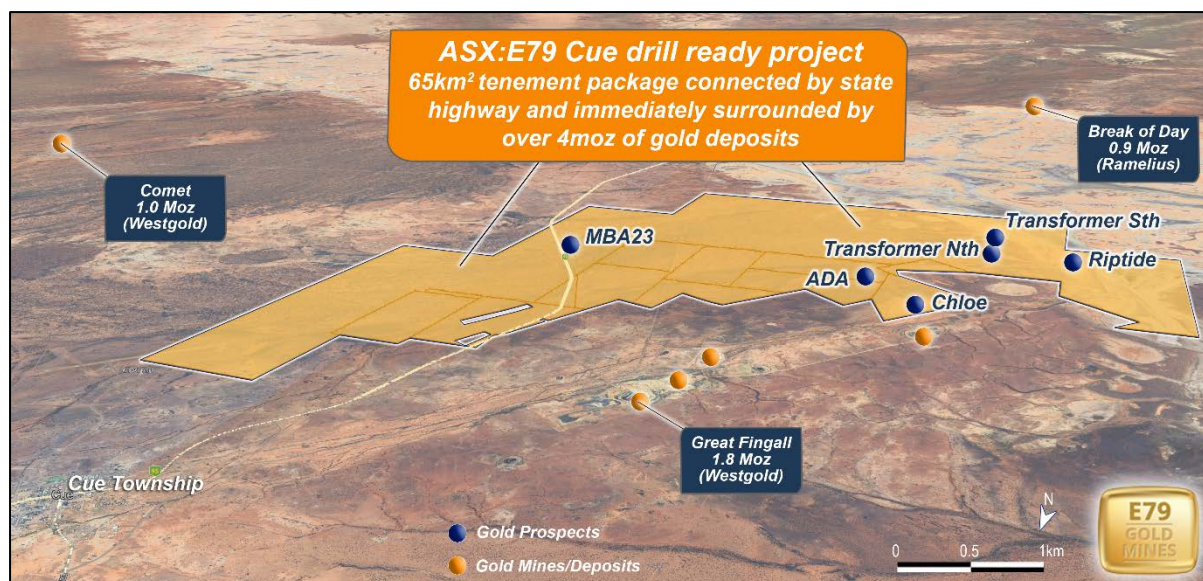 ASX:E79 Cue drill ready project
65km² tenement package connected by state
highway and immediately surrounded by
over 4moz of gold deposits
Comet
1.0 Moz
(Westgold)
Break of Day
0.9 Moz
(Ramelius)
MBA23
Transformer Sth
Transformer Nth
Riptide
ADA
Chloe
Great Fingall
1.8 Moz
(Westgold)
Cue Township
Cue
Gold Prospects
Gold Mines/Deposits
N
0 0.5 1km
E79
GOLD
MINES